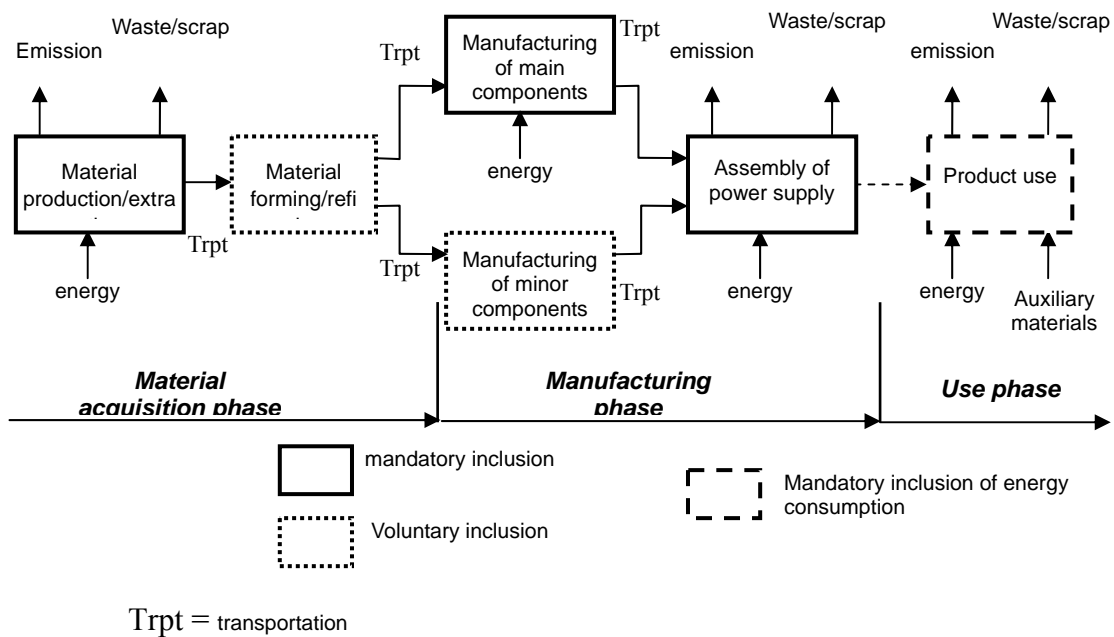 Waste/scrap
Emission
Material
production/extra
energy
Trpt
Material
forming/refi
Trpt
Trpt
Manufacturing
of main
components
energy
Trpt
Manufacturing
of minor
components
Trpt
emission
Waste/scrap
Assembly of
power supply
energy
emission
Waste/scrap
Product use
energy
Auxiliary
materials
Material
acquisition phase
Manufacturing
phase
Use phase
mandatory inclusion
Voluntary inclusion
Mandatory inclusion of energy
consumption
Trpt = transportation